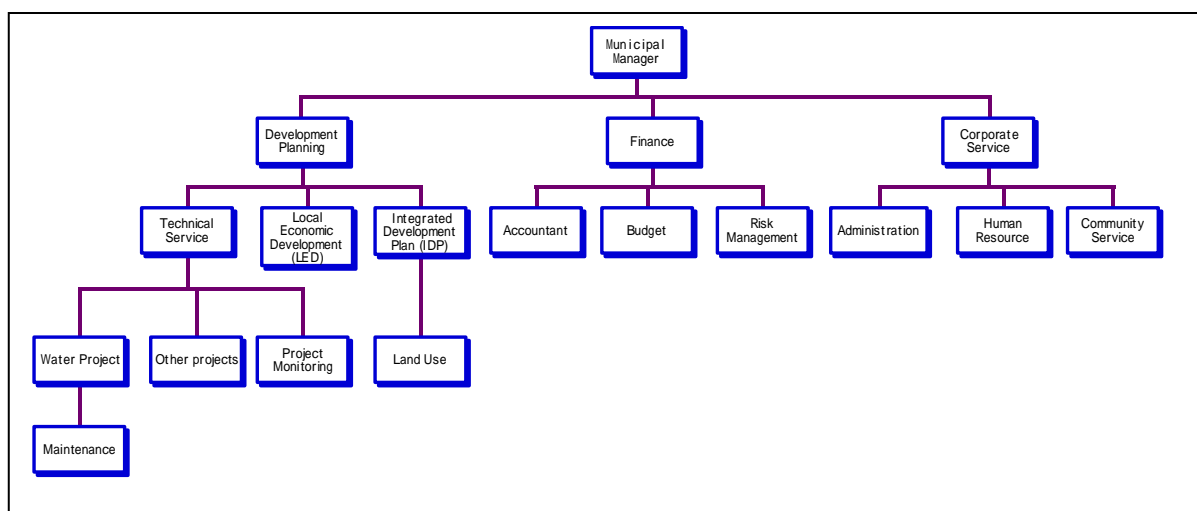 Municipal
Manager
Development
Planning
Finance
Corporate
Service
Technical
Service
Local
Economic
Development
(LED)
Integrated
Development
Plan (IDP)
Accountant
Budget
Risk
Management
Administration
Human
Resource
Community
Service
Water Project
Other projects
Project
Monitoring
Land Use
Maintenance